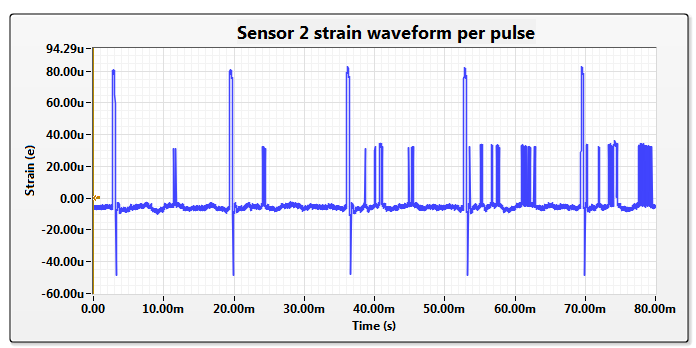 Sensor 2 strain waveform per pulse
94.29u
80.00u
60.00u
40.00u
20.00u
0.00
-20.00u
-40.00u
-60.00u
Strain (e)
0.00 10.00m 20.00m 30.00m 40.00m 50.00m 60.00m 70.00m 80.00m
Time (s)